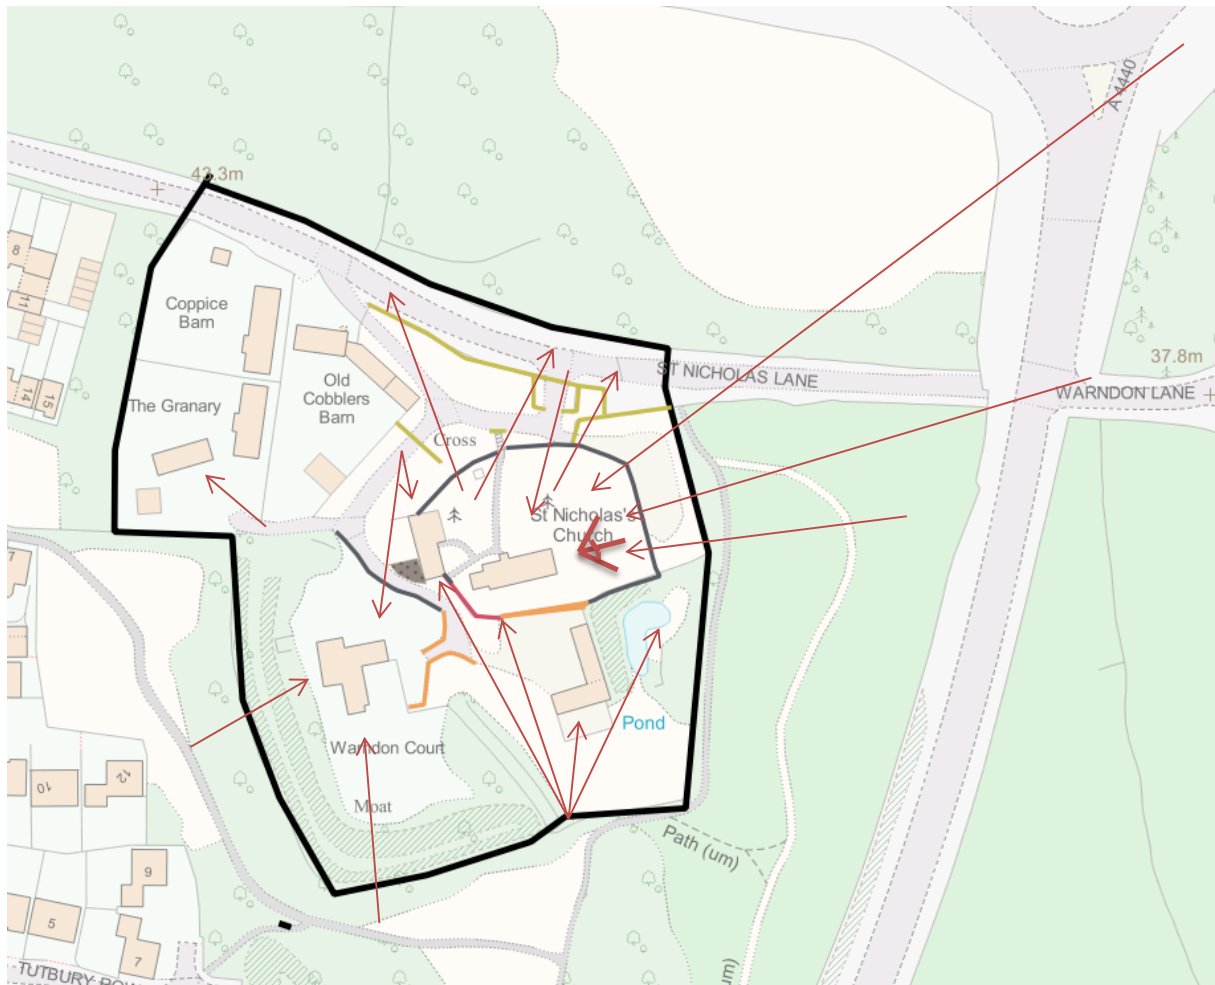 A 4440
43.3m
8
11
Coppice
Barn
37.8m
ST NICHOLAS LANE
WARNDON LANE
Old
Cobblers
Barn
14
15
The Granary
Cross
St Nicholas's
Church
7
Pond
Warndon Court
10
12
Moat
Path (um)
9
5
7
um)
TUTBURY ROW